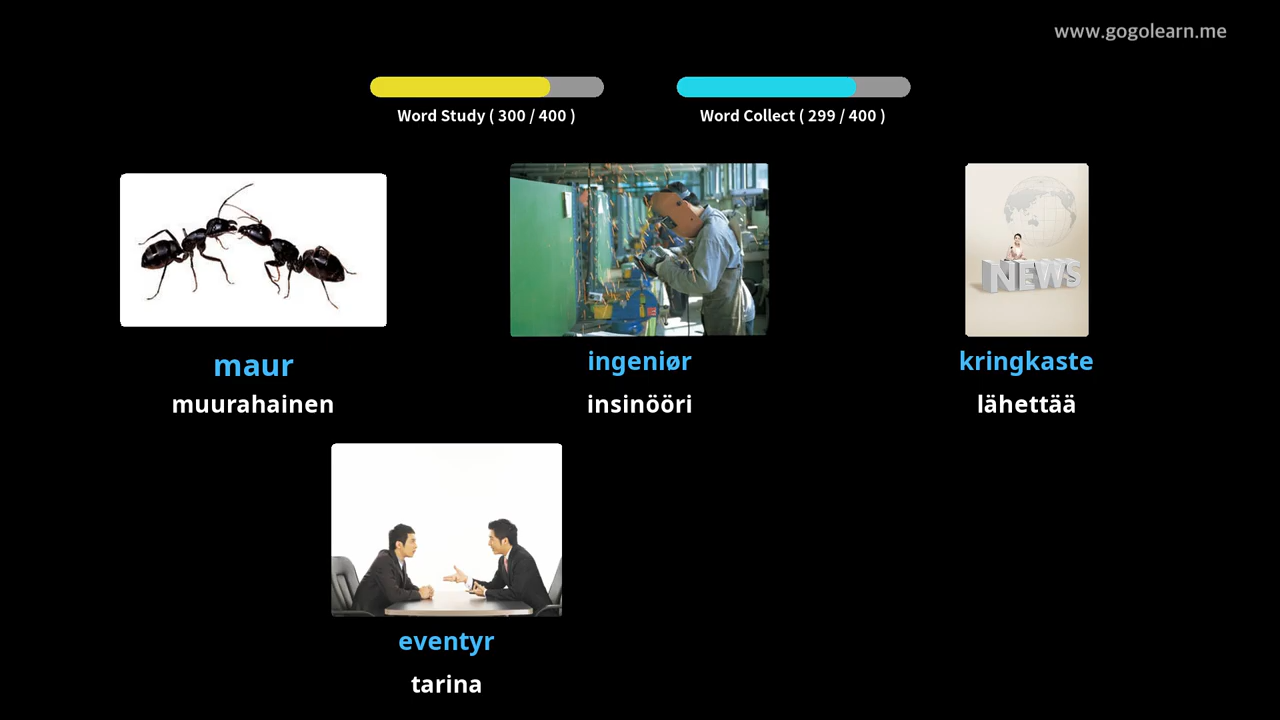 www.gogolearn.me
Word Study ( 300 / 400 )
Word Collect ( 299 / 400 )
NEWS
maur
muurahainen
ingeniør
insinööri
kringkaste
lähettää
eventyr
tarina